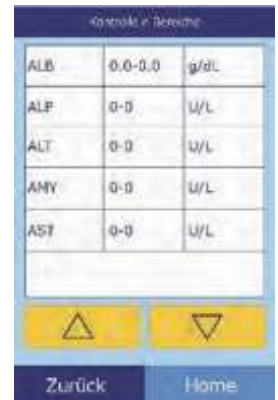 Kontrolle n Bereiche
ALB 0.0-0.0 g/dL
ALP 0-0 U/L
ALT 0-0 U/L
AMY 0-0 U/L
AST 0-0 U/L
Zurück Home